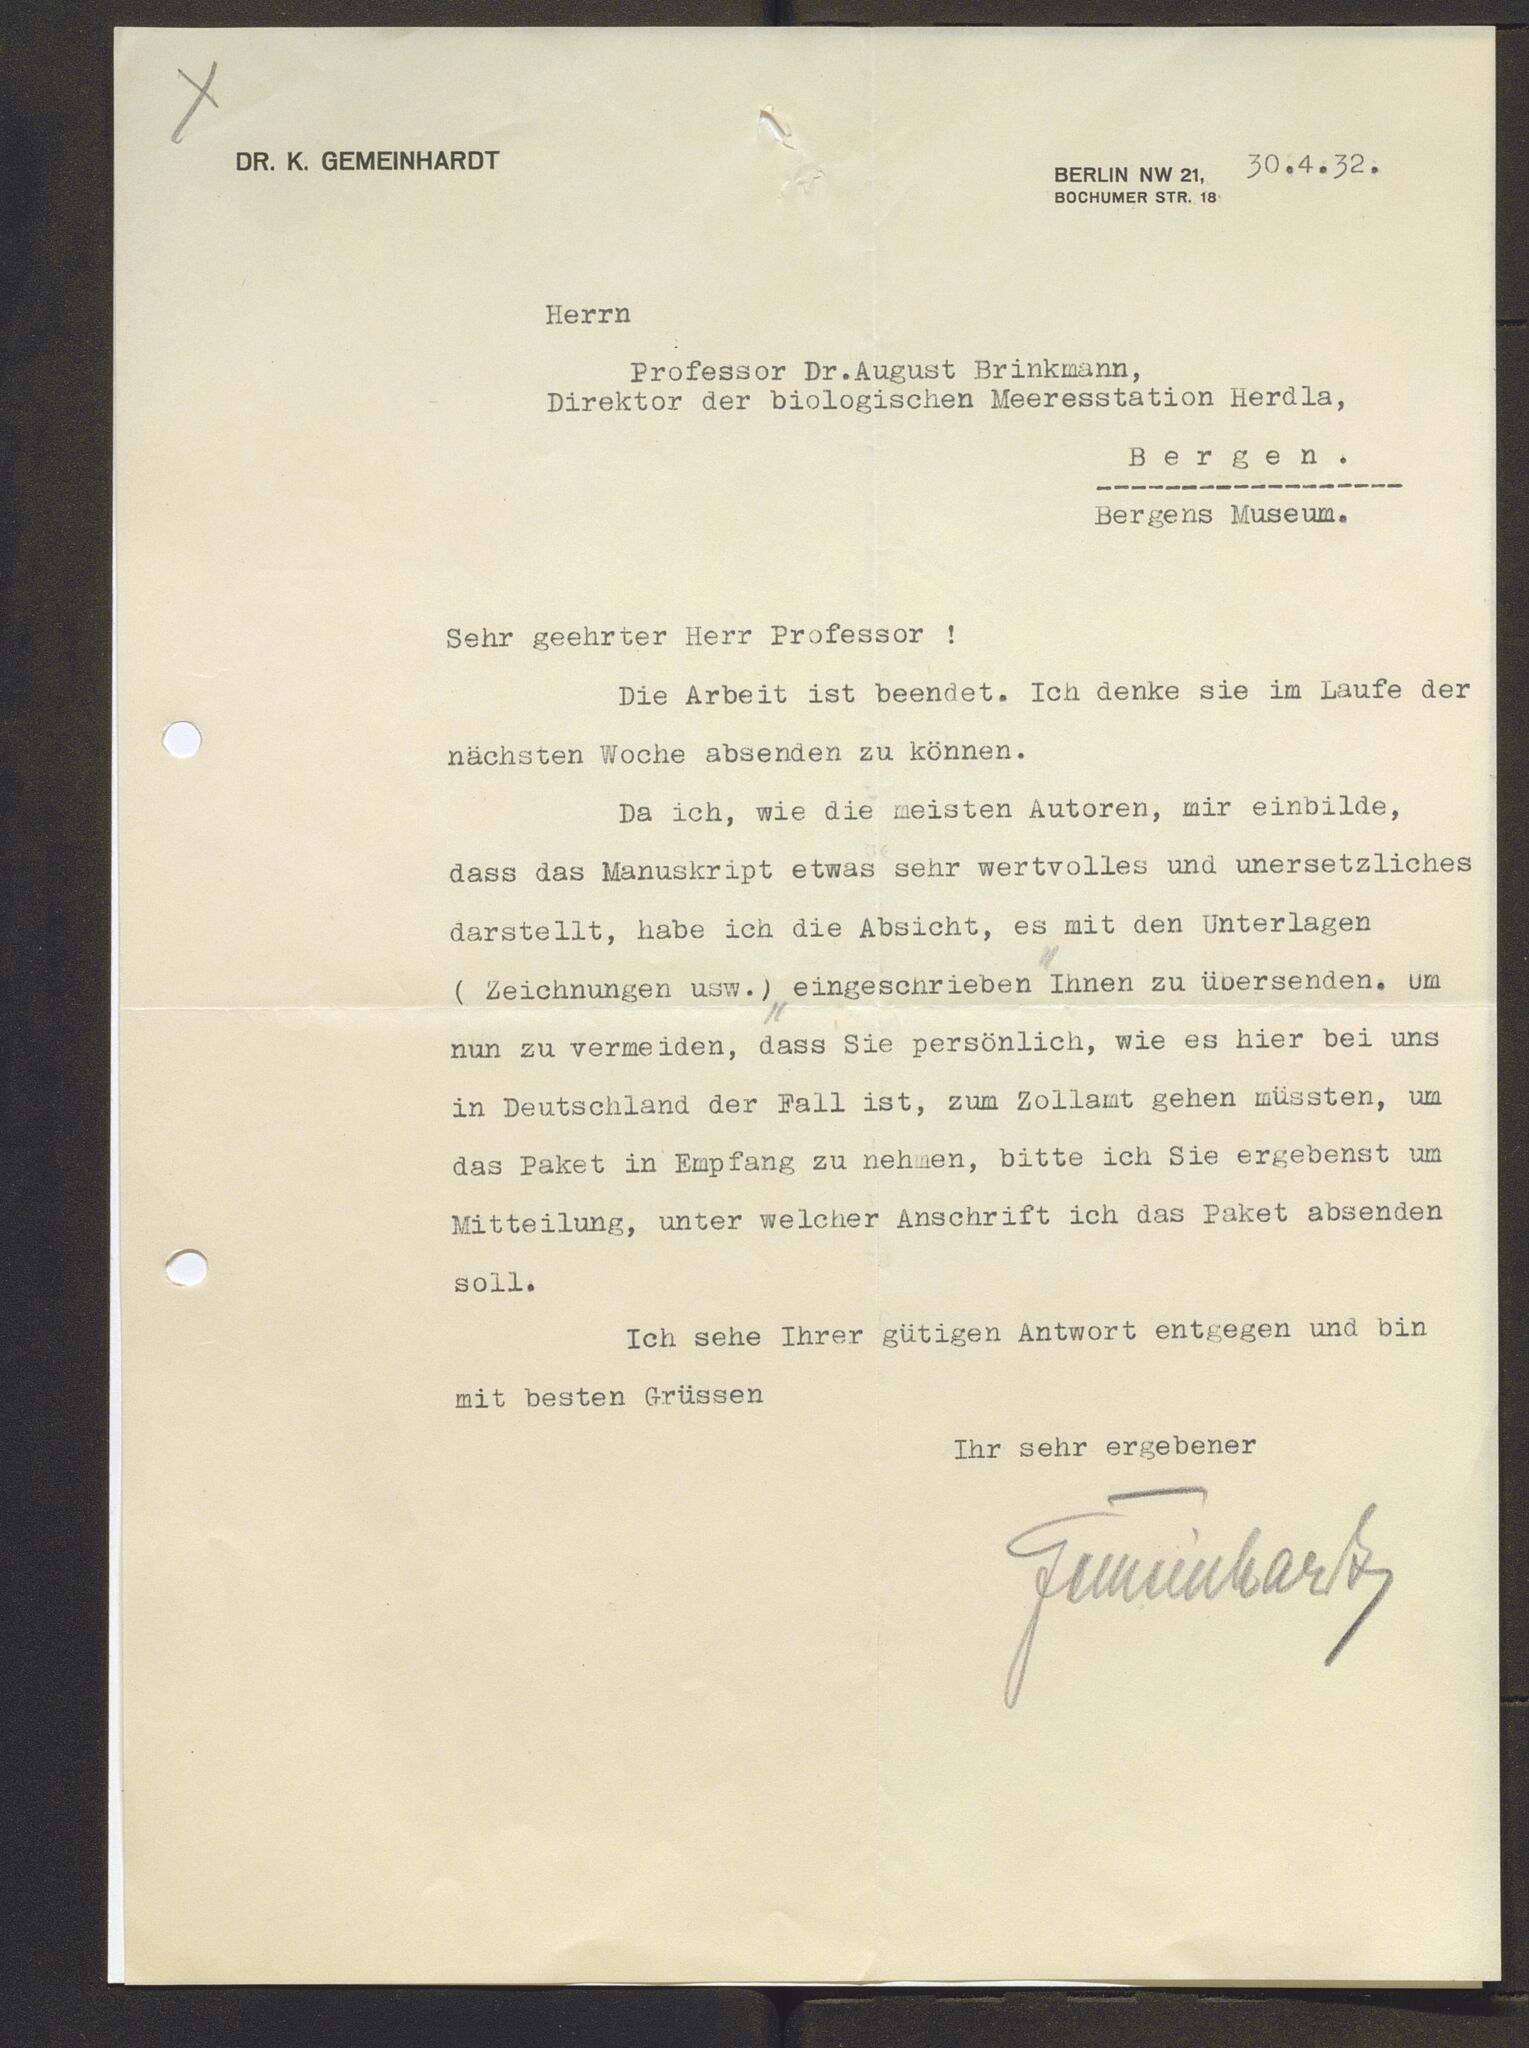 DR. K. GEMEINHARDT
BERLIN NW 21, 30.4.32.
BOCHUMER STR. 18
Herrn
Professor Dr.August Brinkmann,
Direktor der biologischen Meeresstation Herdla,
B e r g e n .
Bergens Museum.
Sehr geehrter Herr Professor !
Die Arbeit ist beendet. Ich denke sie im Laufe der
nächsten Woche absenden zu können.
Da ich, wie die meisten Autoren, mir einbilde,
dass das Manuskript etwas sehr wertvolles und unersetzliches
darstellt, habe ich die Absicht, es mit den Unterlagen
( Zeichnungen usw.) "eingeschrieben" Ihnen zu übersenden. Um
nun zu vermeiden, dass Sie persönlich, wie es hier bei uns
in Deutschland der Fall ist, zum Zollamt gehen müssten, um
das Paket in Empfang zu nehmen, bitte ich Sie ergebenst um
Mitteilung, unter welcher Anschrift ich das Paket absenden
soll.
Ich sehe Ihrer gütigen Antwort entgegen und bin
mit besten Grüssen
Ihr sehr ergebener
Gemeinhardt